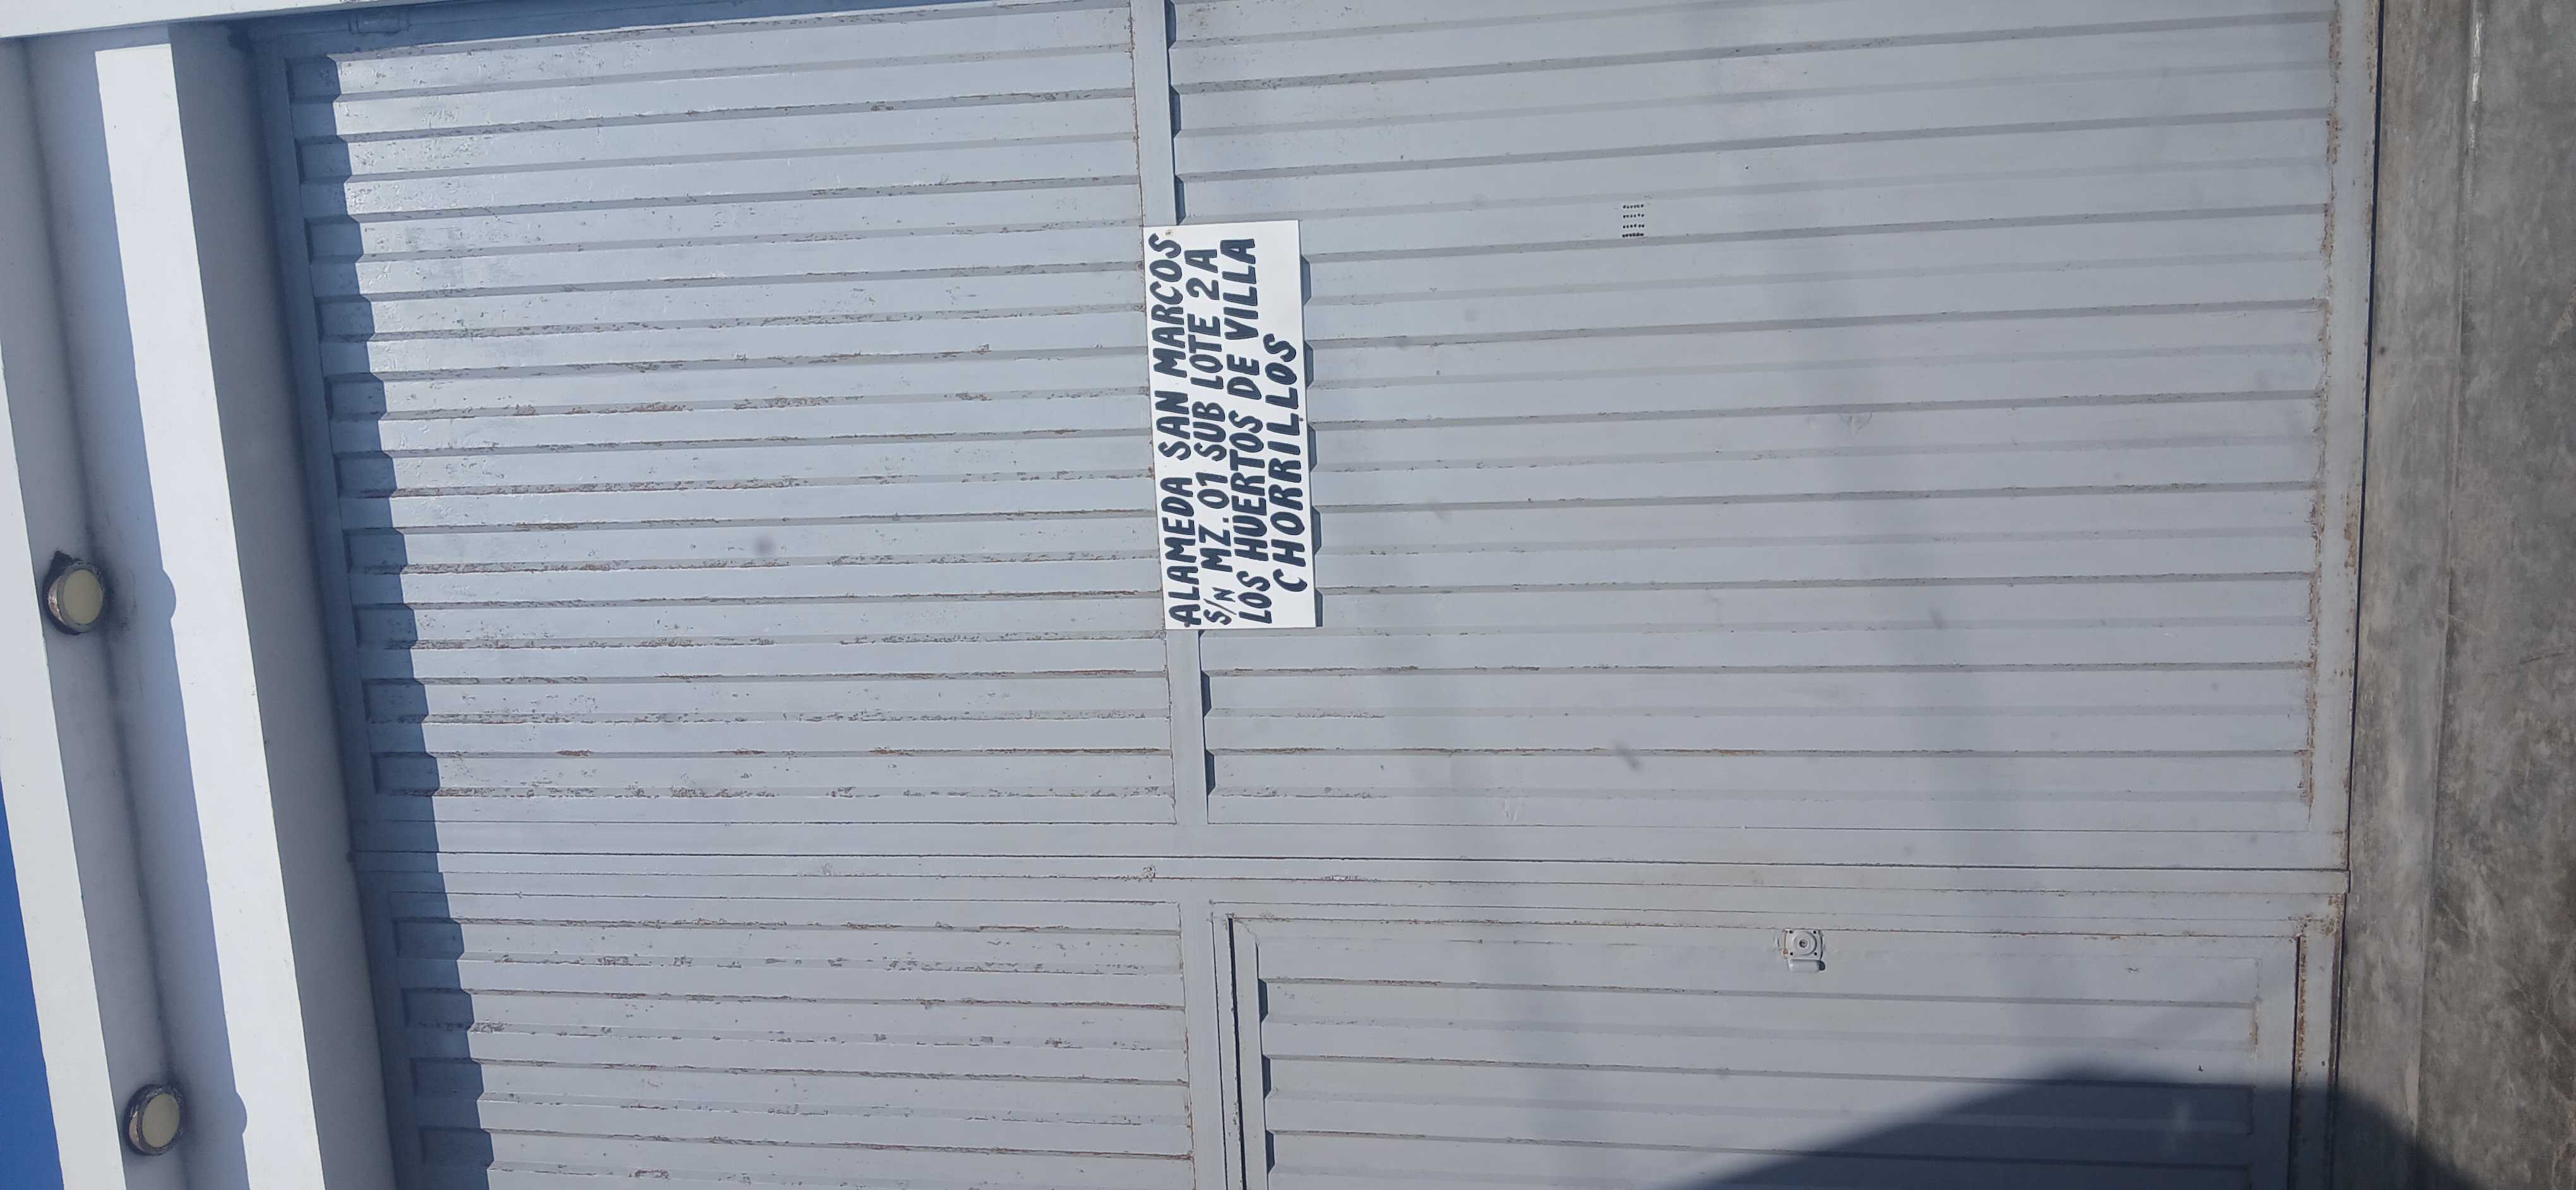 ALAMEDA SAN MARCOS
S/N MZ.01 SUB LOTE 2A
LOS HUERTOS DE VILLA
CHORRILLOS